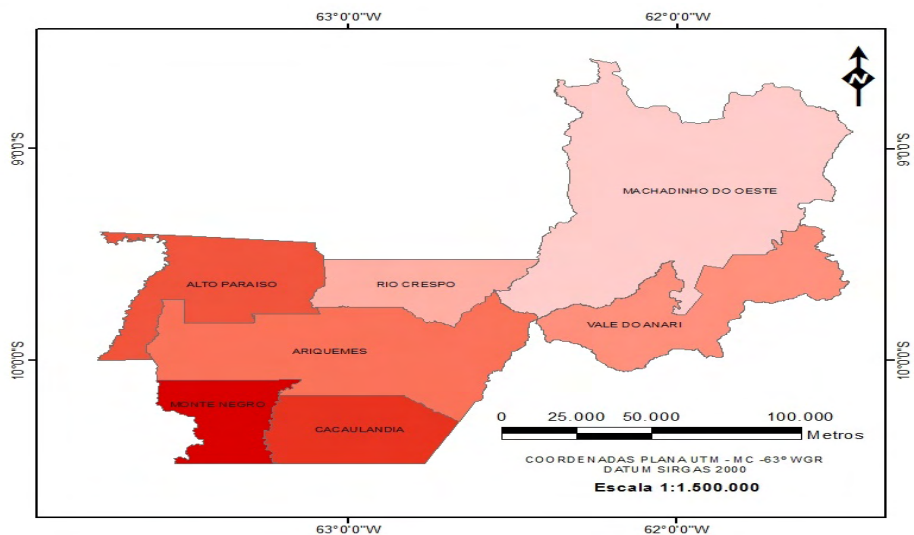 63°0'0"W 62°0'0"W
N
9°0'0"S 9°0'0"S
MACHADINHO DO OESTE
ALTO PARAISO
RIO CRESPO
VALE DO ANARI
ARIQUEMES
10°0'0"S 10°0'0"S
MONTE NEGRO
CACAULANDIA
0 25.000 50.000 100.000
Metros
COORDENADAS PLANA UTM - MC -63º WGR
DATUM SIRGAS 2000
Escala 1:1.500.000
63°0'0"W 62°0'0"W